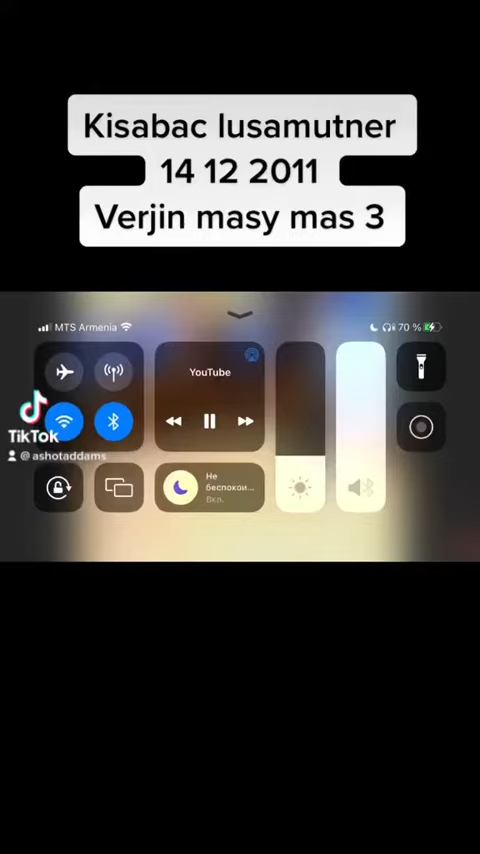 Kisabac lusamutner
14 12 2011
Verjin masy mas 3
MTS Armenia
70 %
YouTube
TikTok
@ashotaddams
Не
беспокои...
Вкл.